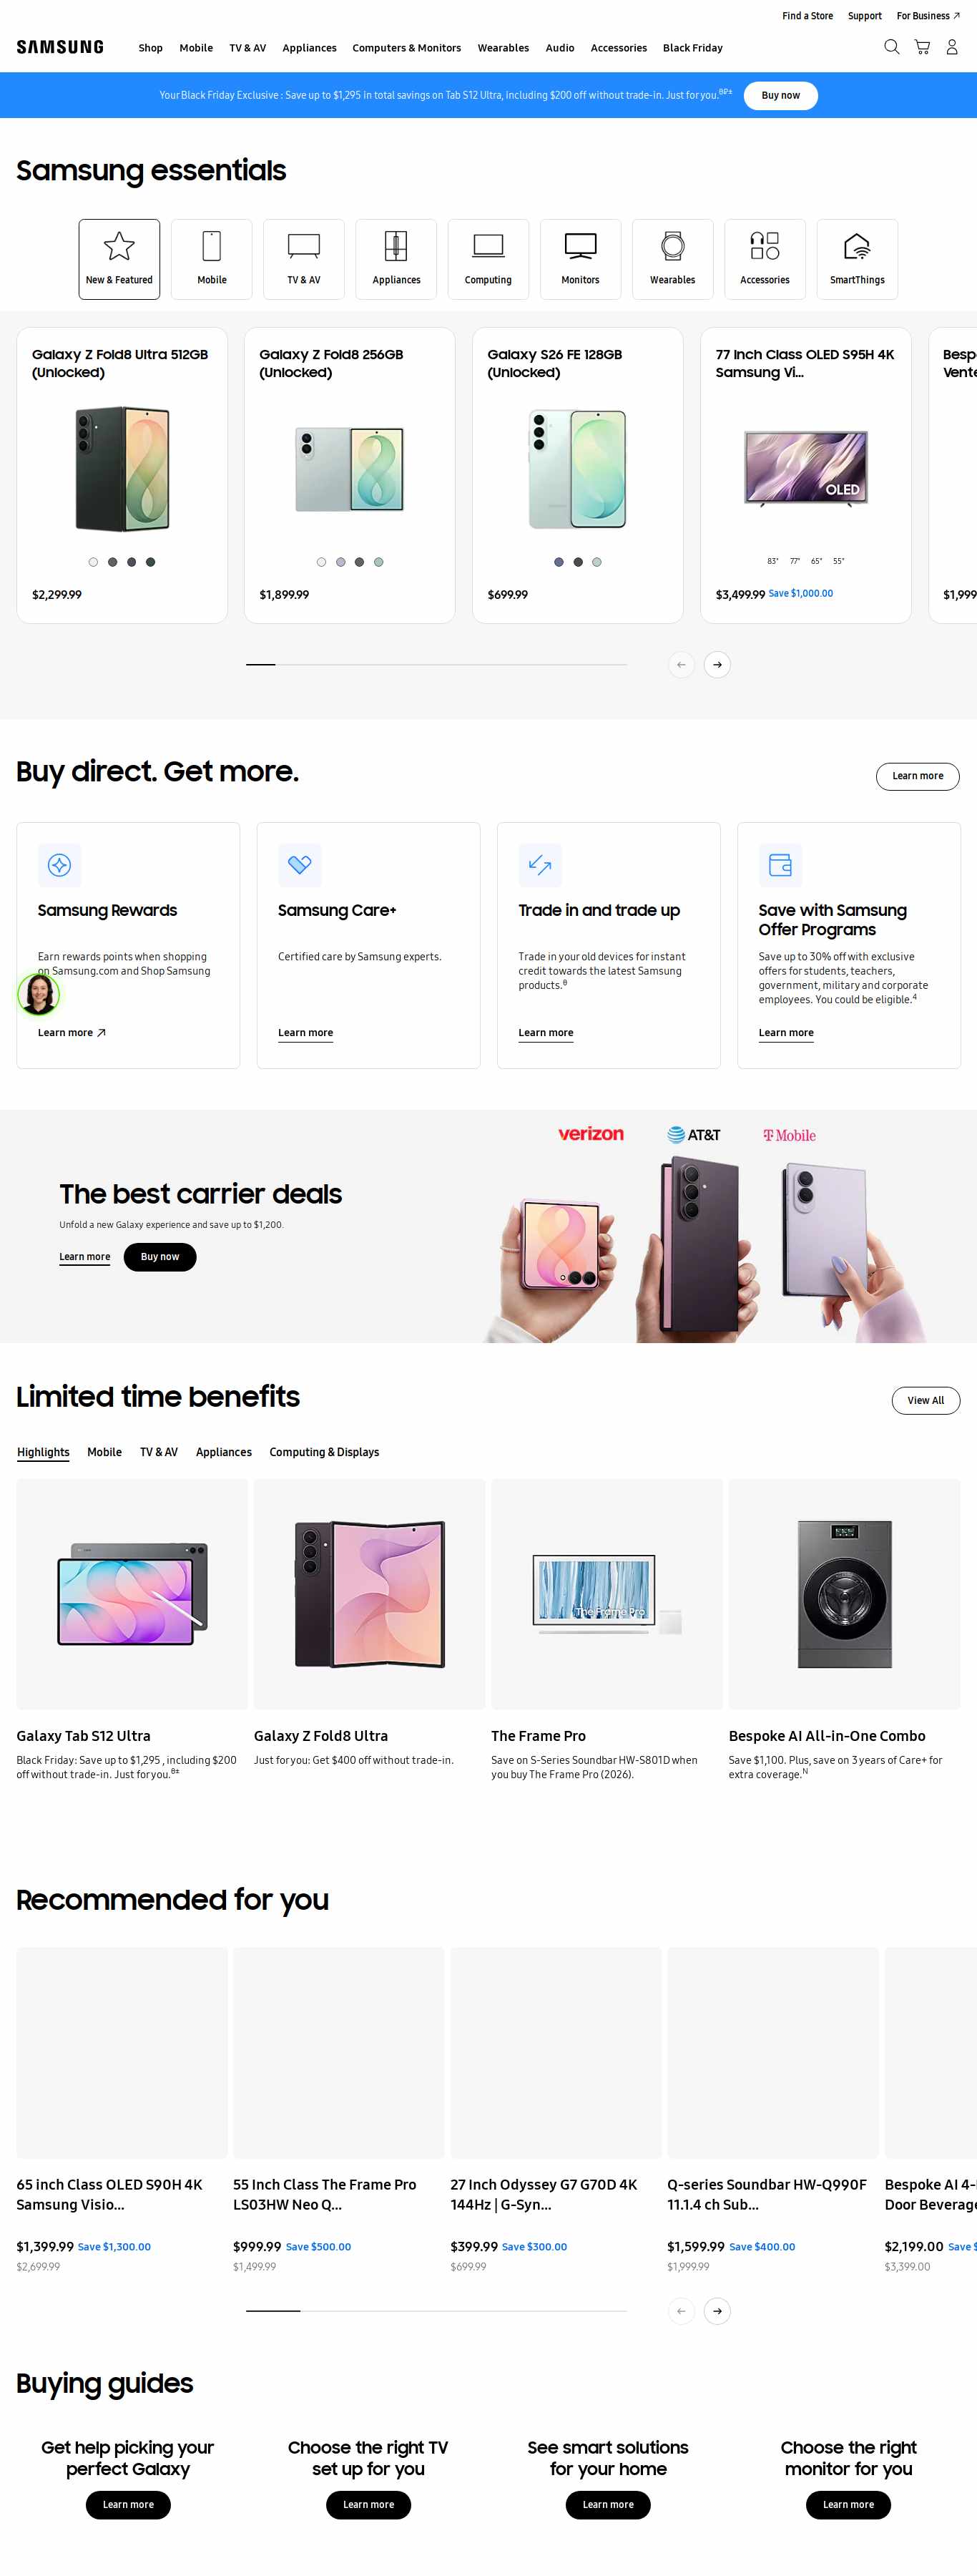 Find a Store Support For Business
SAMSUNG Shop Mobile TV & AV Appliances Computers & Monitors Wearables Audio Accessories Black Friday
Your Black Friday Exclusive : Save up to $1,295 in total savings on Tab S12 Ultra, including $200 off without trade-in. Just for you. Buy now
Samsung essentials
New & Featured Mobile TV & AV Appliances Computing Monitors Wearables Accessories SmartThings
Galaxy Z Fold8 Ultra 512GB
(Unlocked)
$2,299.99
Galaxy Z Fold8 256GB
(Unlocked)
$1,899.99
Galaxy S26 FE 128GB
(Unlocked)
$699.99
77 Inch Class OLED S95H 4K
Samsung Vi...
OLED
83" 77" 65" 55"
$3,499.99 Save $1,000.00
Besp
Vente
$1,999
Buy direct. Get more.
Learn more
Samsung Rewards
Earn rewards points when shopping
on Samsung.com and Shop Samsung
Learn more
Samsung Care+
Certified care by Samsung experts.
Learn more
Trade in and trade up
Trade in your old devices for instant
credit towards the latest Samsung
products.θ
Learn more
Save with Samsung
Offer Programs
Save up to 30% off with exclusive
offers for students, teachers,
government, military and corporate
employees. You could be eligible.4
Learn more
verizon AT&T T Mobile
The best carrier deals
Unfold a new Galaxy experience and save up to $1,200.
Learn more Buy now
Limited time benefits
View All
Highlights Mobile TV & AV Appliances Computing & Displays
The Frame Pro
Galaxy Tab S12 Ultra
Black Friday: Save up to $1,295 , including $200
off without trade-in. Just for you.θ±
Galaxy Z Fold8 Ultra
Just for you: Get $400 off without trade-in.
The Frame Pro
Save on S-Series Soundbar HW-S801D when
you buy The Frame Pro (2026).
Bespoke AI All-in-One Combo
Save $1,100. Plus, save on 3 years of Care+ for
extra coverage.N
Recommended for you
65 inch Class OLED S90H 4K
Samsung Visio...
$1,399.99 Save $1,300.00
$2,699.99
55 Inch Class The Frame Pro
LS03HW Neo Q...
$999.99 Save $500.00
$1,499.99
27 Inch Odyssey G7 G70D 4K
144Hz | G-Syn...
$399.99 Save $300.00
$699.99
Q-series Soundbar HW-Q990F
11.1.4 ch Sub...
$1,599.99 Save $400.00
$1,999.99
Bespoke AI 4-
Door Beverage
$2,199.00 Save $
$3,399.00
Buying guides
Get help picking your
perfect Galaxy
Learn more
Choose the right TV
set up for you
Learn more
See smart solutions
for your home
Learn more
Choose the right
monitor for you
Learn more